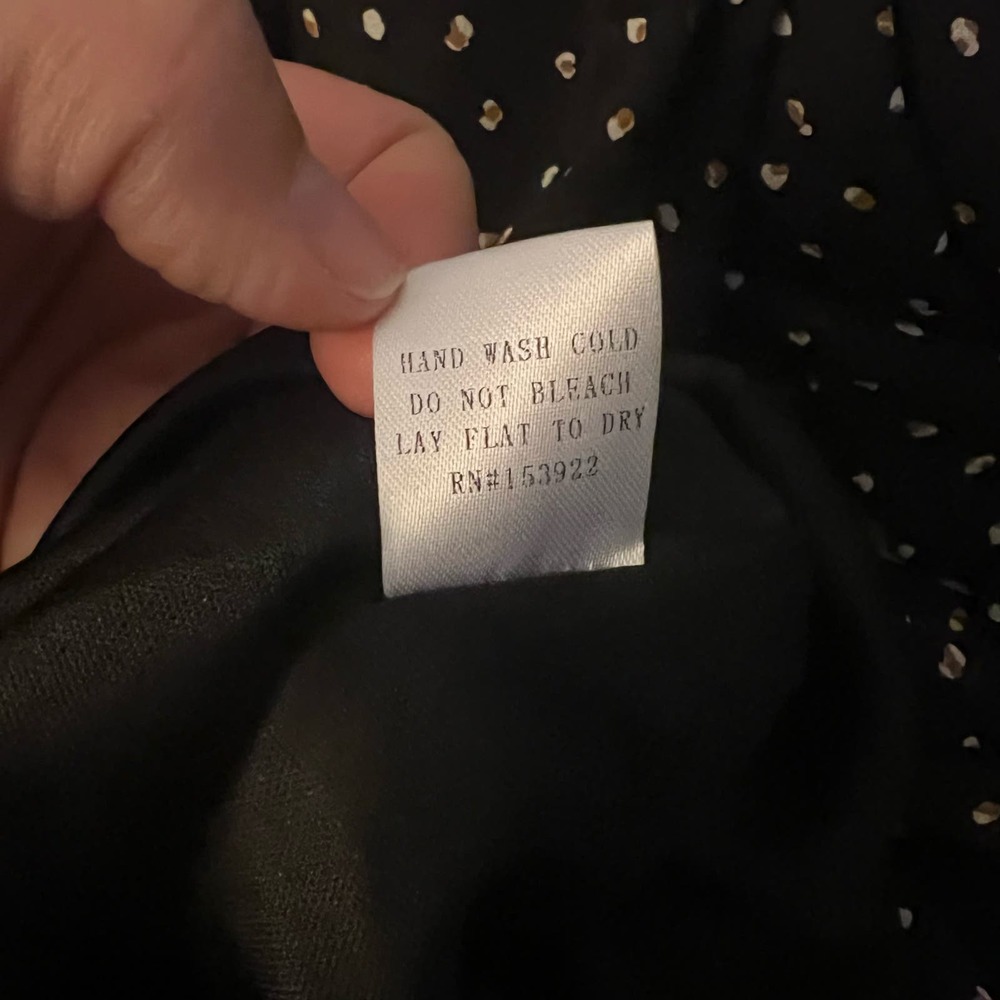 HAND WASH COLD
DO NOT BLEACH
LAY FLAT TO DRY
RN#153922